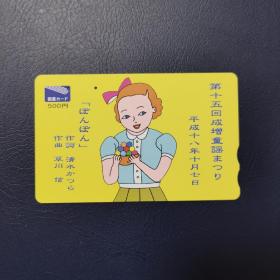 図書カード
500円
第十五回成増童謡まつり
平成十八年十月七日
「ぽんぽん」
作詞 清水かつら
作曲 草川 信